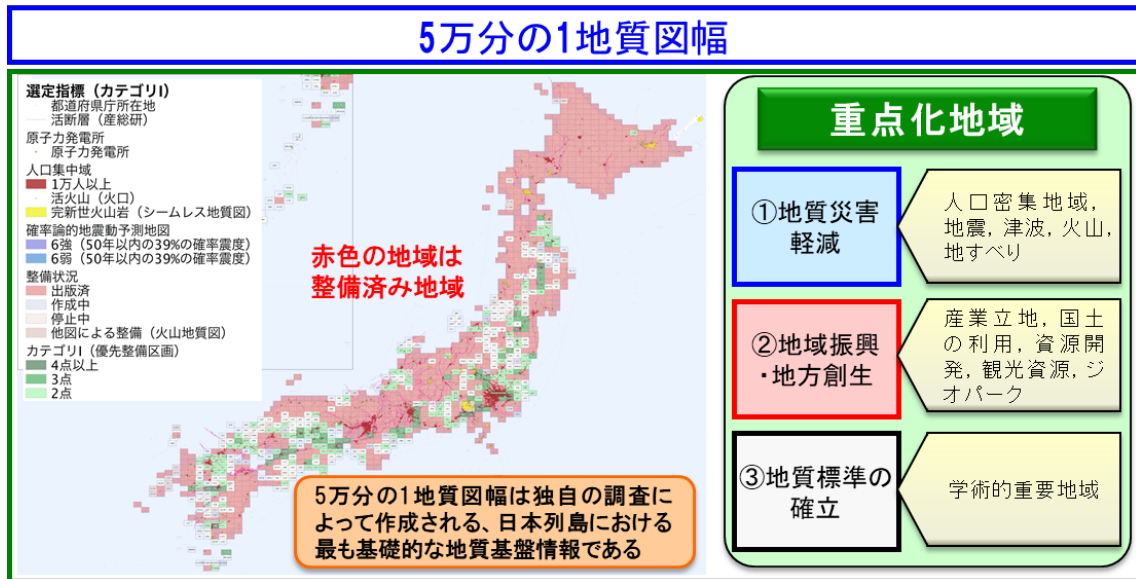 5万分の1地質図幅
選定指標（カテゴリI）
都道府県庁所在地
活断層（産総研）
原子力発電所
原子力発電所
人口集中域
1万人以上
活火山（火口）
完新世火山岩（シームレス地質図）
確率論的地震動予測地図
6強（50年以内の39%の確率震度）
6弱（50年以内の39%の確率震度）
整備状況
出版済
作成中
停止中
他図による整備（火山地質図）
カテゴリI（優先整備区画）
4点以上
3点
2点
赤色の地域は
整備済み地域
5万分の1地質図幅は独自の調査に
よって作成される、日本列島における
最も基礎的な地質基盤情報である
重点化地域
①地質災害
軽減
人口密集地域,
地震, 津波, 火山,
地すべり
②地域振興
・地方創生
産業立地, 国土
の利用, 資源開
発, 観光資源, ジ
オパーク
③地質標準の
確立
学術的重要地域